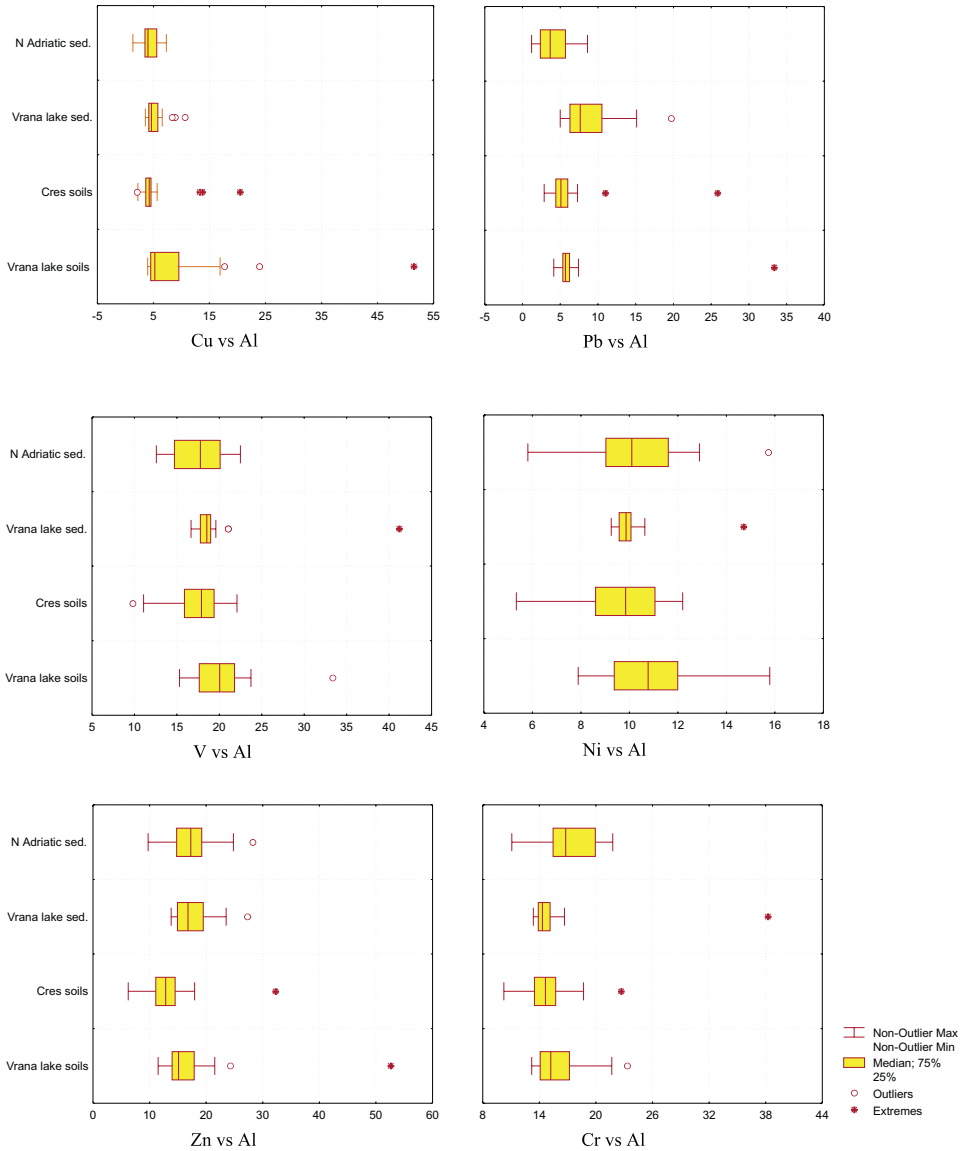 N Adriatic sed.
Vrana lake sed.
Cres soils
Vrana lake soils
-5 5 15 25 35 45 55
Cu vs Al
-5 0 5 10 15 20 25 30 35 40
Pb vs Al
N Adriatic sed.
Vrana lake sed.
Cres soils
Vrana lake soils
5 10 15 20 25 30 35 40 45
V vs Al
4 6 8 10 12 14 16 18
Ni vs Al
N Adriatic sed.
Vrana lake sed.
Cres soils
Vrana lake soils
0 10 20 30 40 50 60
Zn vs Al
8 14 20 26 32 38 44
Cr vs Al
Non-Outlier Max
Non-Outlier Min
Median; 75%
25%
Outliers
Extremes